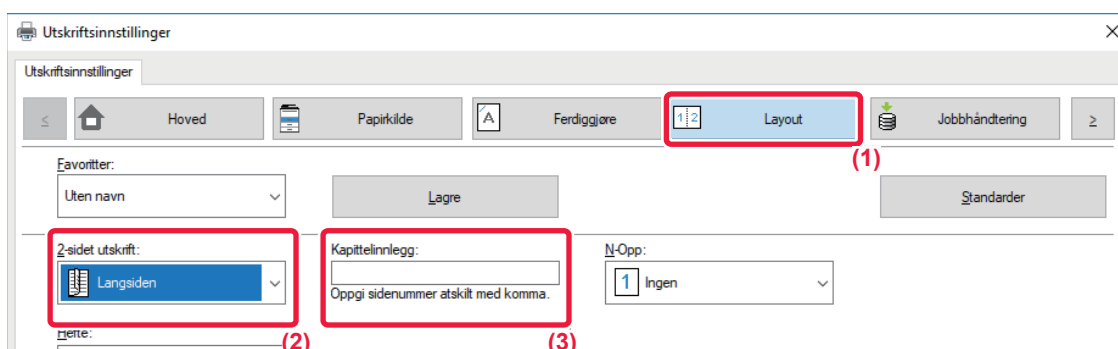 Utskriftsinnstillinger
Utskriftsinnstillinger
< Hoved Papirkilde A Ferdiggjøre 1 2 Layout Jobbhåndtering >
(1)
Favoritter:
Uten navn Lagre Standarder
2-sidet utskrift: Kapittelinnlegg: N-Opp:
Langsiden 1 Ingen
Oppgi sidenummer atskilt med komma.
Hefte: (2) (3)